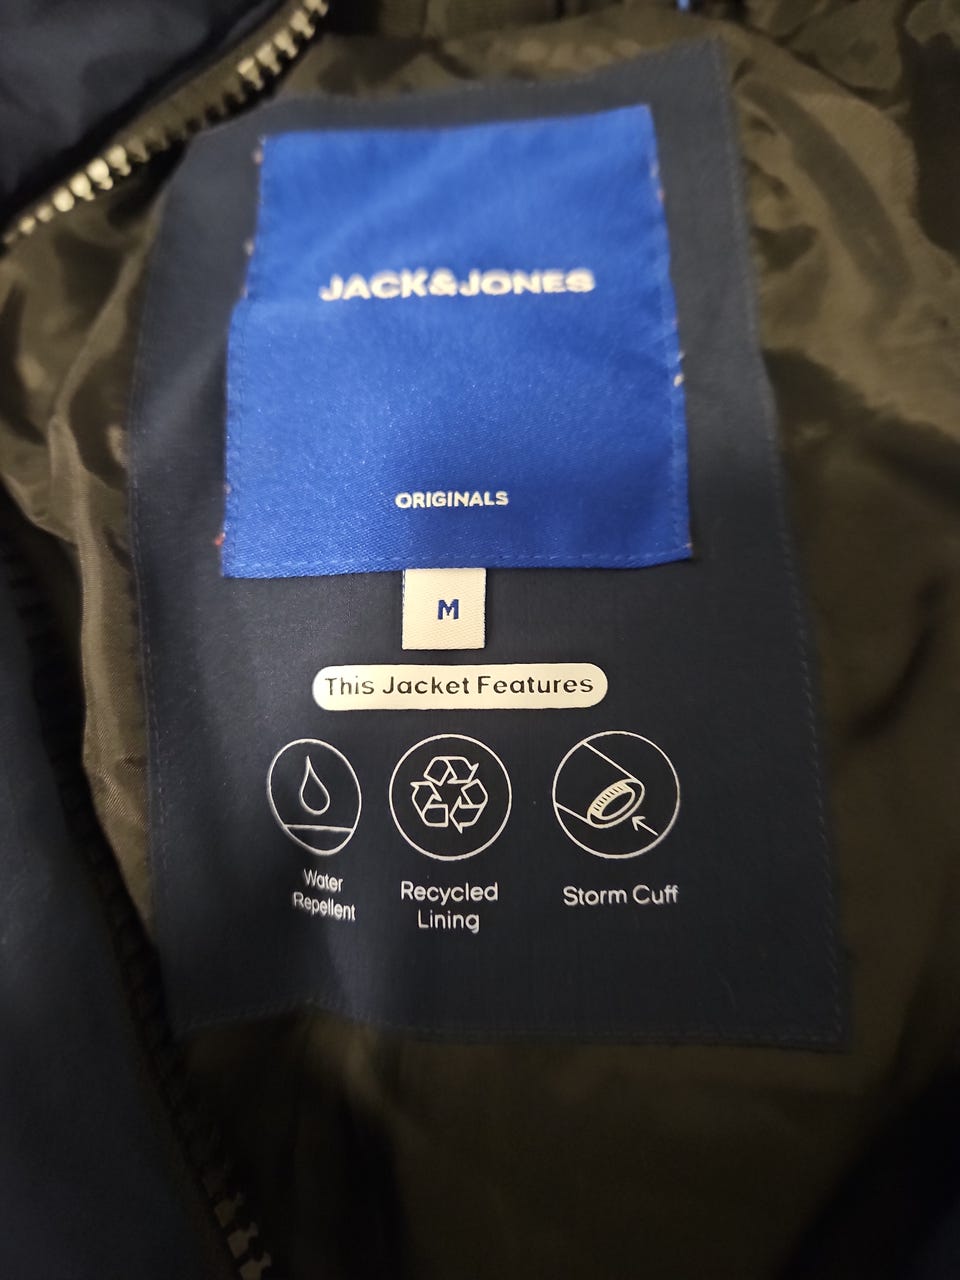 JACK&JONES
ORIGINALS
M
This Jacket Features
Water
Repellent
Recycled
Lining
Storm Cuff